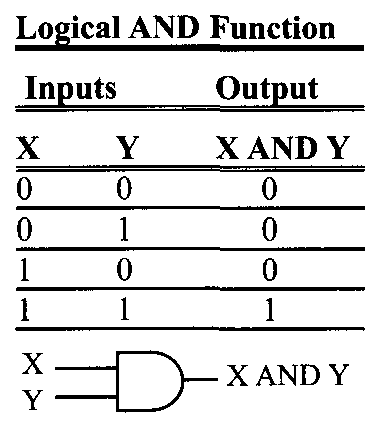 Logical AND Function
Inputs Output
X Y X AND Y
0 0 0
0 1 0
1 0 0
1 1 1
X
X AND Y
Y